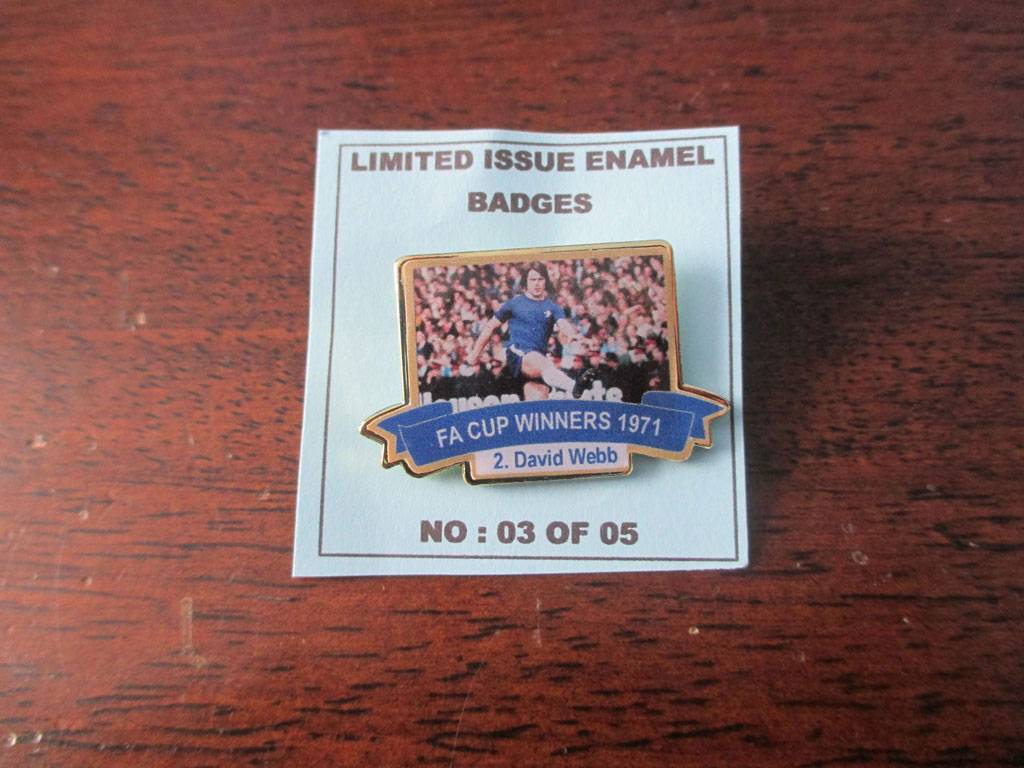 LIMITED ISSUE ENAMEL
BADGES
FA CUP WINNERS 1971
2. David Webb
NO : 03 OF 05